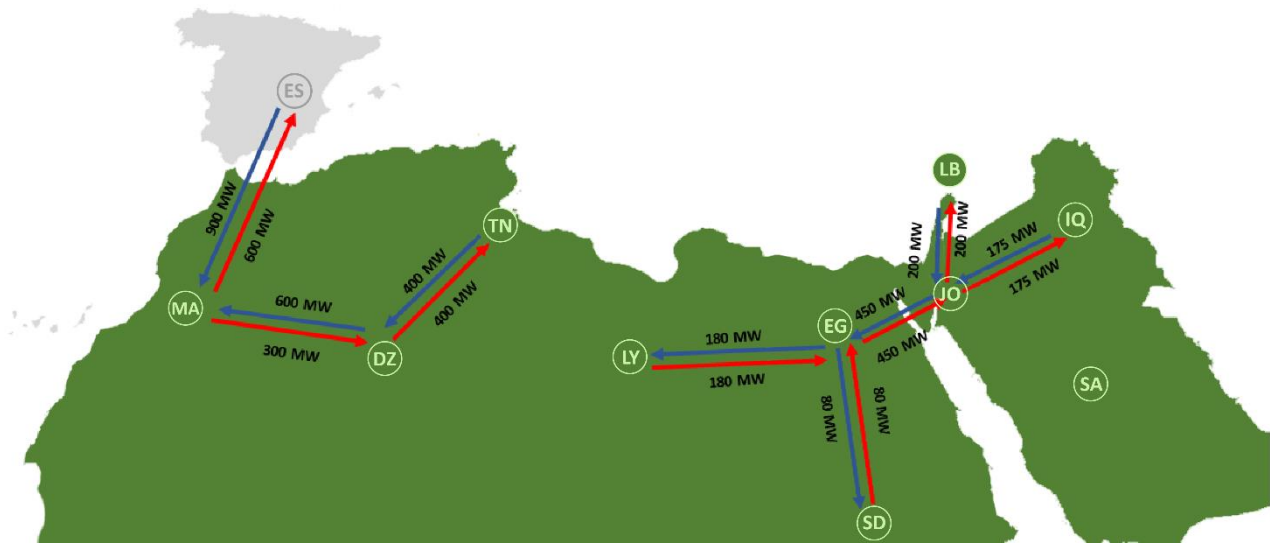 ES
900 MW
600 MW
LB
TN
IQ
200 MW
200 MW
175 MW
175 MW
400 MW
400 MW
MA
600 MW
300 MW
DZ
JO
450 MW
450 MW
EG
LY
180 MW
180 MW
80 MW
80 MW
SA
SD